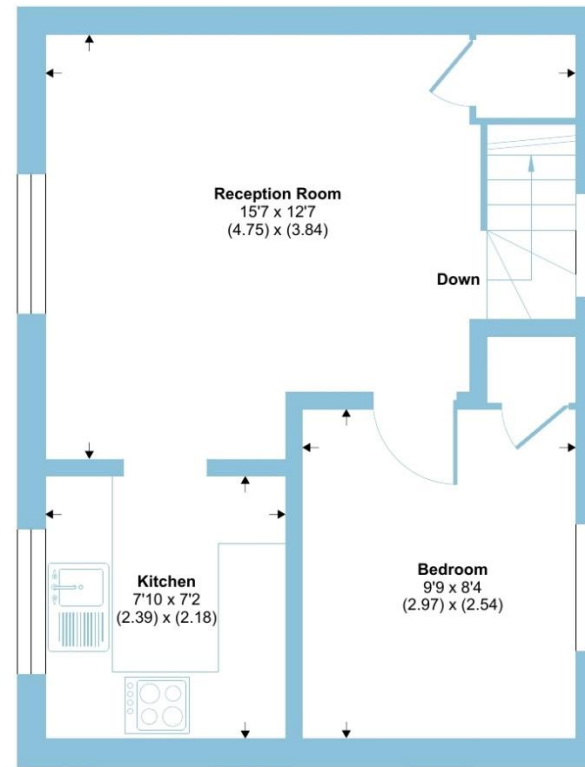 Reception Room
15'7 x 12'7
(4.75) x (3.84)
Down
Kitchen
7'10 x 7'2
(2.39) x (2.18)
Bedroom
9'9 x 8'4
(2.97) x (2.54)